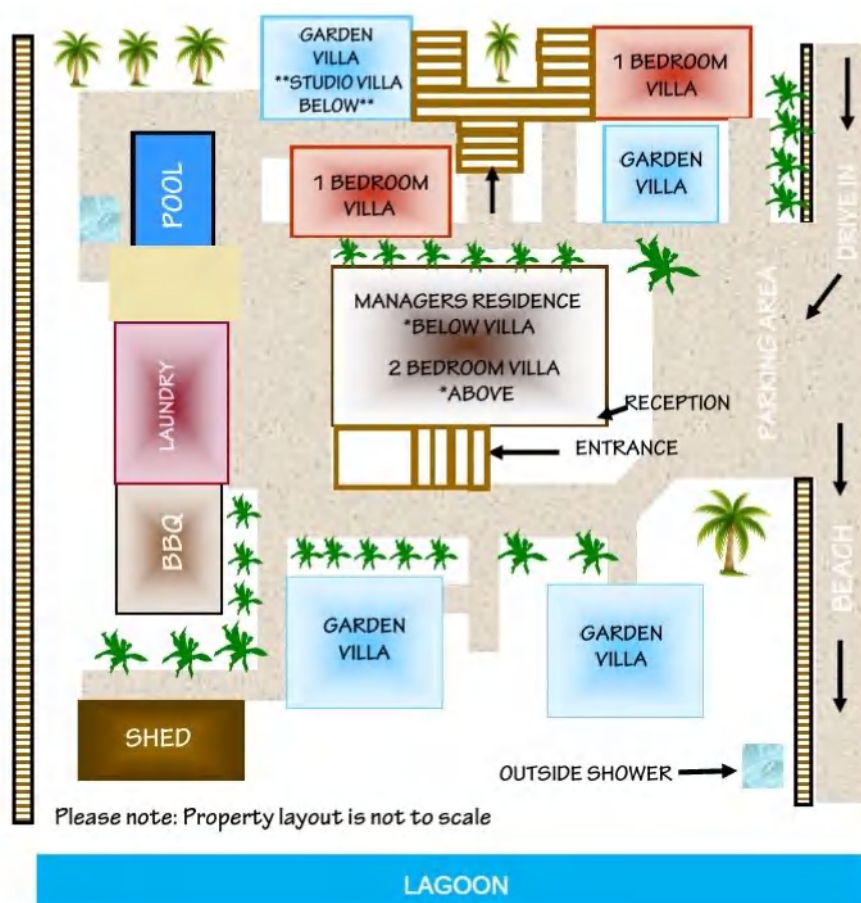 GARDEN
VILLA
**STUDIO VILLA
BELOW**
1 BEDROOM
VILLA
POOL
1 BEDROOM
VILLA
GARDEN
VILLA
DRIVE IN
PARKING AREA
MANAGERS RESIDENCE
*BELOW VILLA
2 BEDROOM VILLA
*ABOVE
RECEPTION
ENTRANCE
LAUNDRY
BBQ
BEACH
GARDEN
VILLA
GARDEN
VILLA
SHED
OUTSIDE SHOWER
Please note: Property layout is not to scale
LAGOON